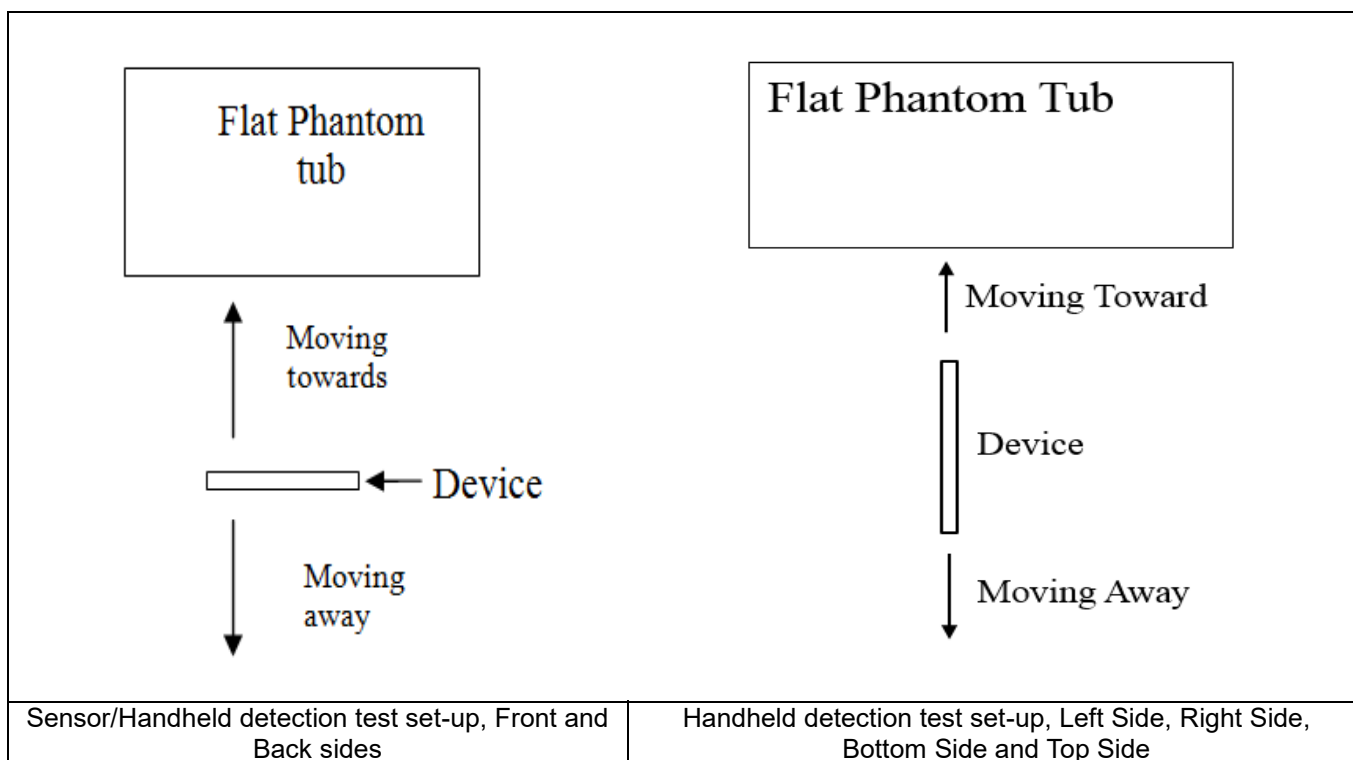 Flat Phantom
tub
Moving
towards
Device
Moving
away
Flat Phantom Tub
Moving Toward
Device
Moving Away
Sensor/Handheld detection test set-up, Front and
Back sides
Handheld detection test set-up, Left Side, Right Side,
Bottom Side and Top Side